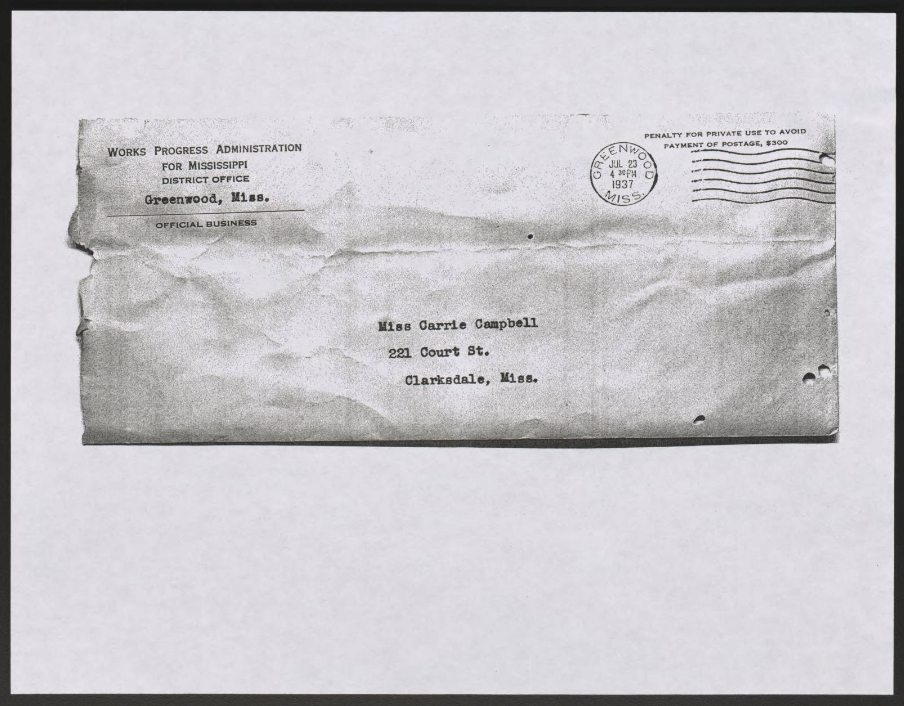 WORKS PROGRESS ADMINISTRATION
FOR MISSISSIPPI
DISTRICT OFFICE
Greenwood, Miss.
OFFICIAL BUSINESS
GREENWOOD
JUL 23
4 30 PM
1937
MISS.
PENALTY FOR PRIVATE USE TO AVOID
PAYMENT OF POSTAGE, $300
Miss Carrie Campbell
221 Court St.
Clarksdale, Miss.